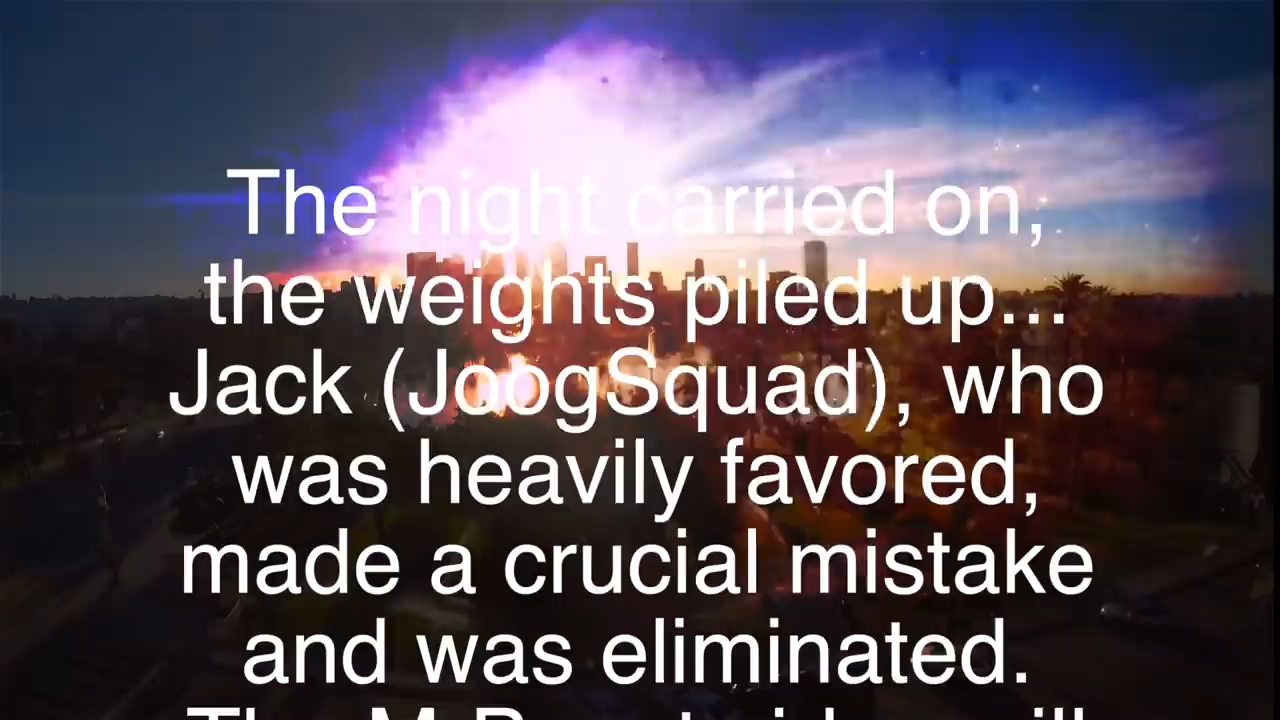 The night carried on,
the weights piled up...
Jack (JoogSquad), who
was heavily favored,
made a crucial mistake
and was eliminated.